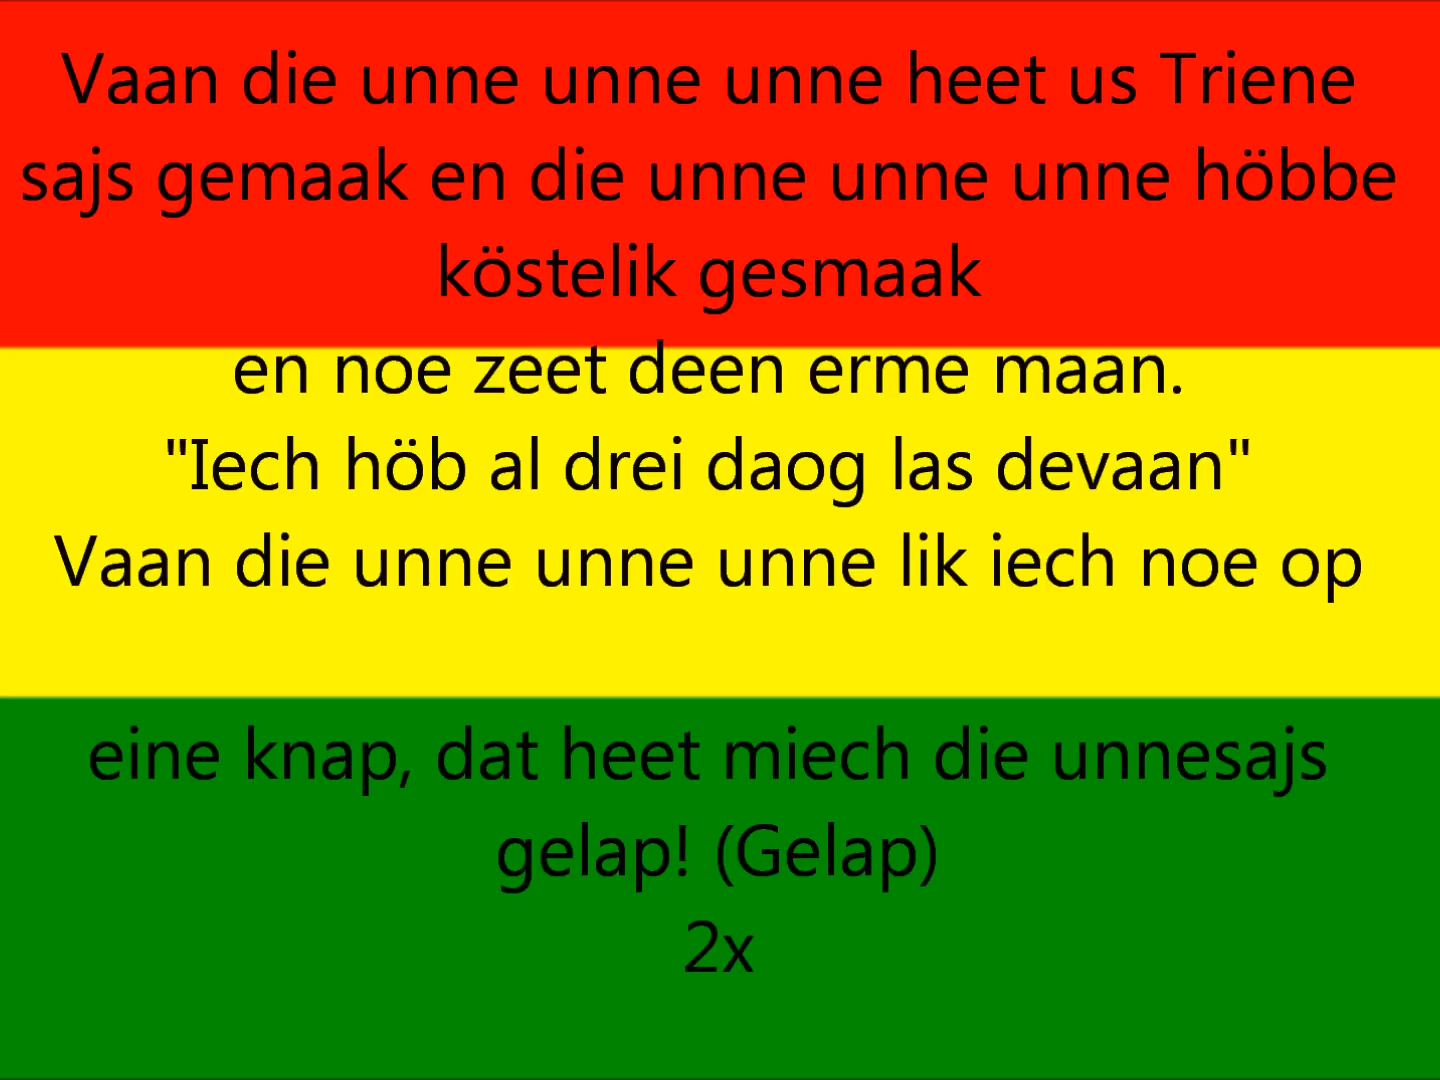 Vaan die unne unne unne heet us Triene
sajs gemaak en die unne unne unne höbbe
köstelik gesmaak
en noe zeet deen erme maan.
"Iech höb al drei daog las devaan"
Vaan die unne unne unne lik iech noe op
eine knap, dat heet miech die unnesajs
gelap! (Gelap)
2x